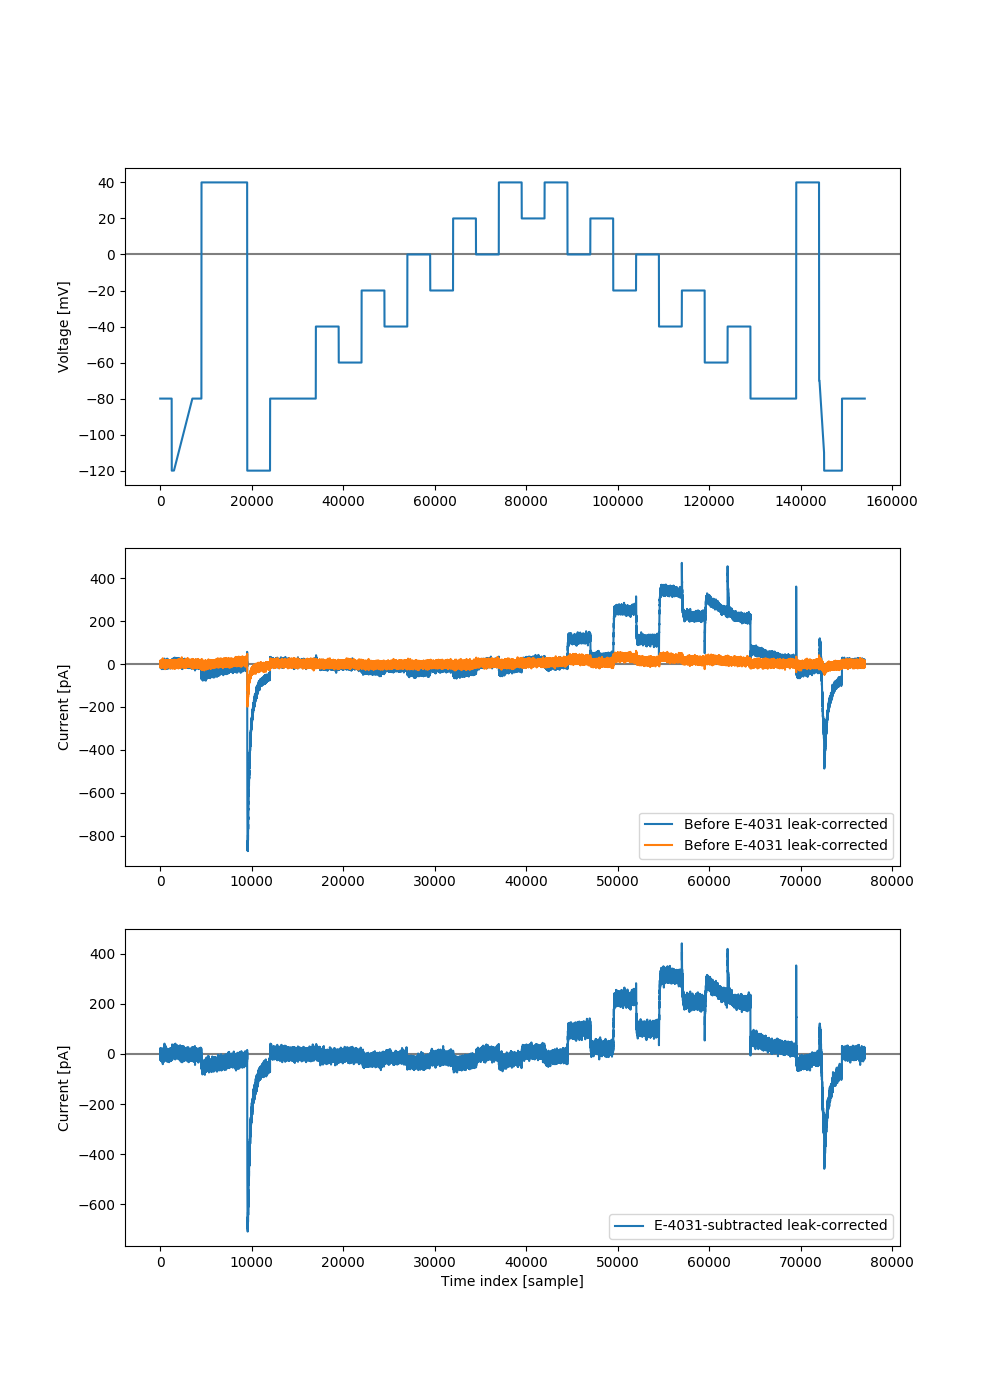 40
20
0
−20
−40
−60
−80
−100
−120
Voltage [mV]
0 20000 40000 60000 80000 100000 120000 140000 160000
400
200
0
−200
−400
−600
−800
Current [pA]
Before E-4031 leak-corrected
Before E-4031 leak-corrected
0 10000 20000 30000 40000 50000 60000 70000 80000
400
200
0
−200
−400
−600
Current [pA]
E-4031-subtracted leak-corrected
0 10000 20000 30000 40000 50000 60000 70000 80000
Time index [sample]